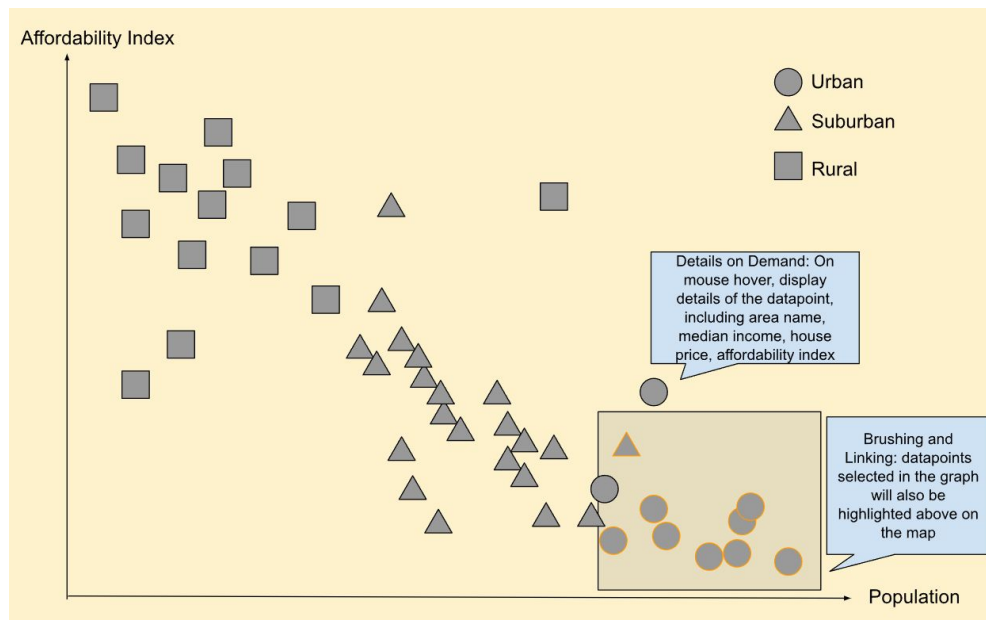 Affordability Index
Urban
Suburban
Rural
Details on Demand: On
mouse hover, display
details of the datapoint,
including area name,
median income, house
price, affordability index
Brushing and
Linking: datapoints
selected in the graph
will also be
highlighted above on
the map
Population